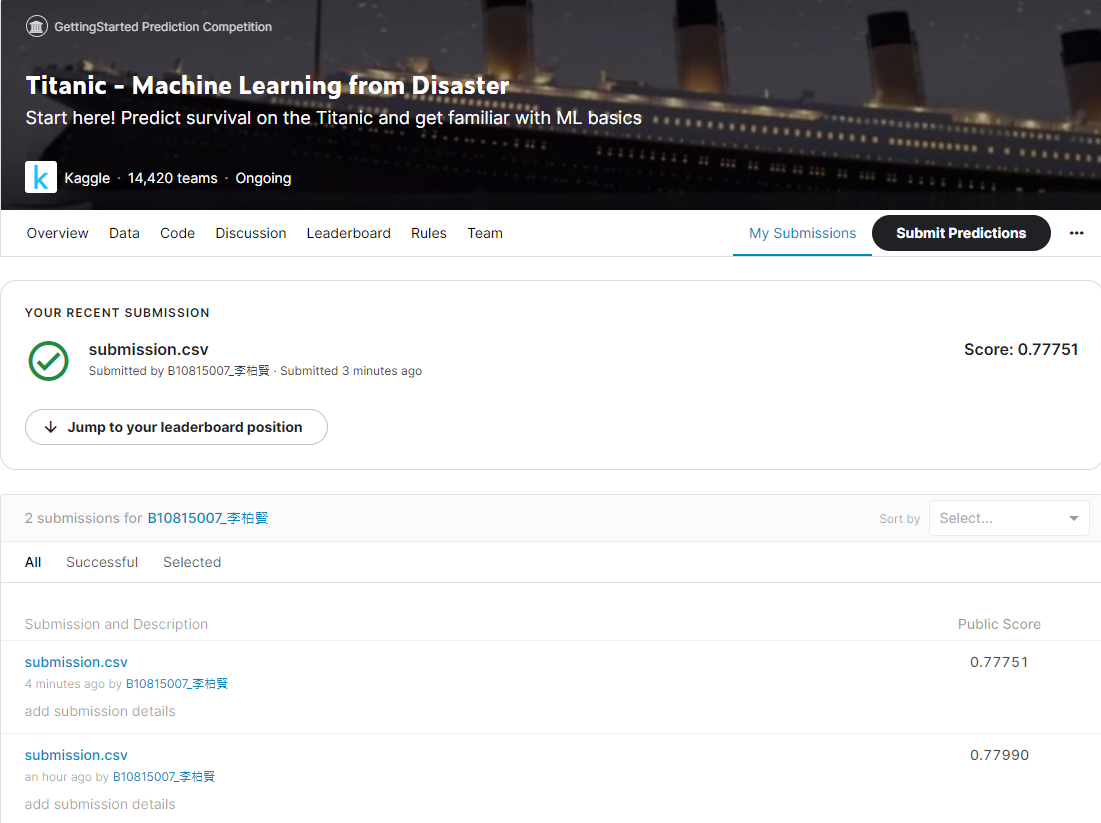 GettingStarted Prediction Competition
Titanic - Machine Learning from Disaster
Start here! Predict survival on the Titanic and get familiar with ML basics
k Kaggle · 14,420 teams · Ongoing
Overview Data Code Discussion Leaderboard Rules Team My Submissions Submit Predictions ···
YOUR RECENT SUBMISSION
submission.csv Score: 0.77751
Submitted by B10815007_李柏賢 · Submitted 3 minutes ago
Jump to your leaderboard position
2 submissions for B10815007_李柏賢 Sort by Select...
All Successful Selected
Submission and Description Public Score
submission.csv 0.77751
4 minutes ago by B10815007_李柏賢
add submission details
submission.csv 0.77990
an hour ago by B10815007_李柏賢
add submission details